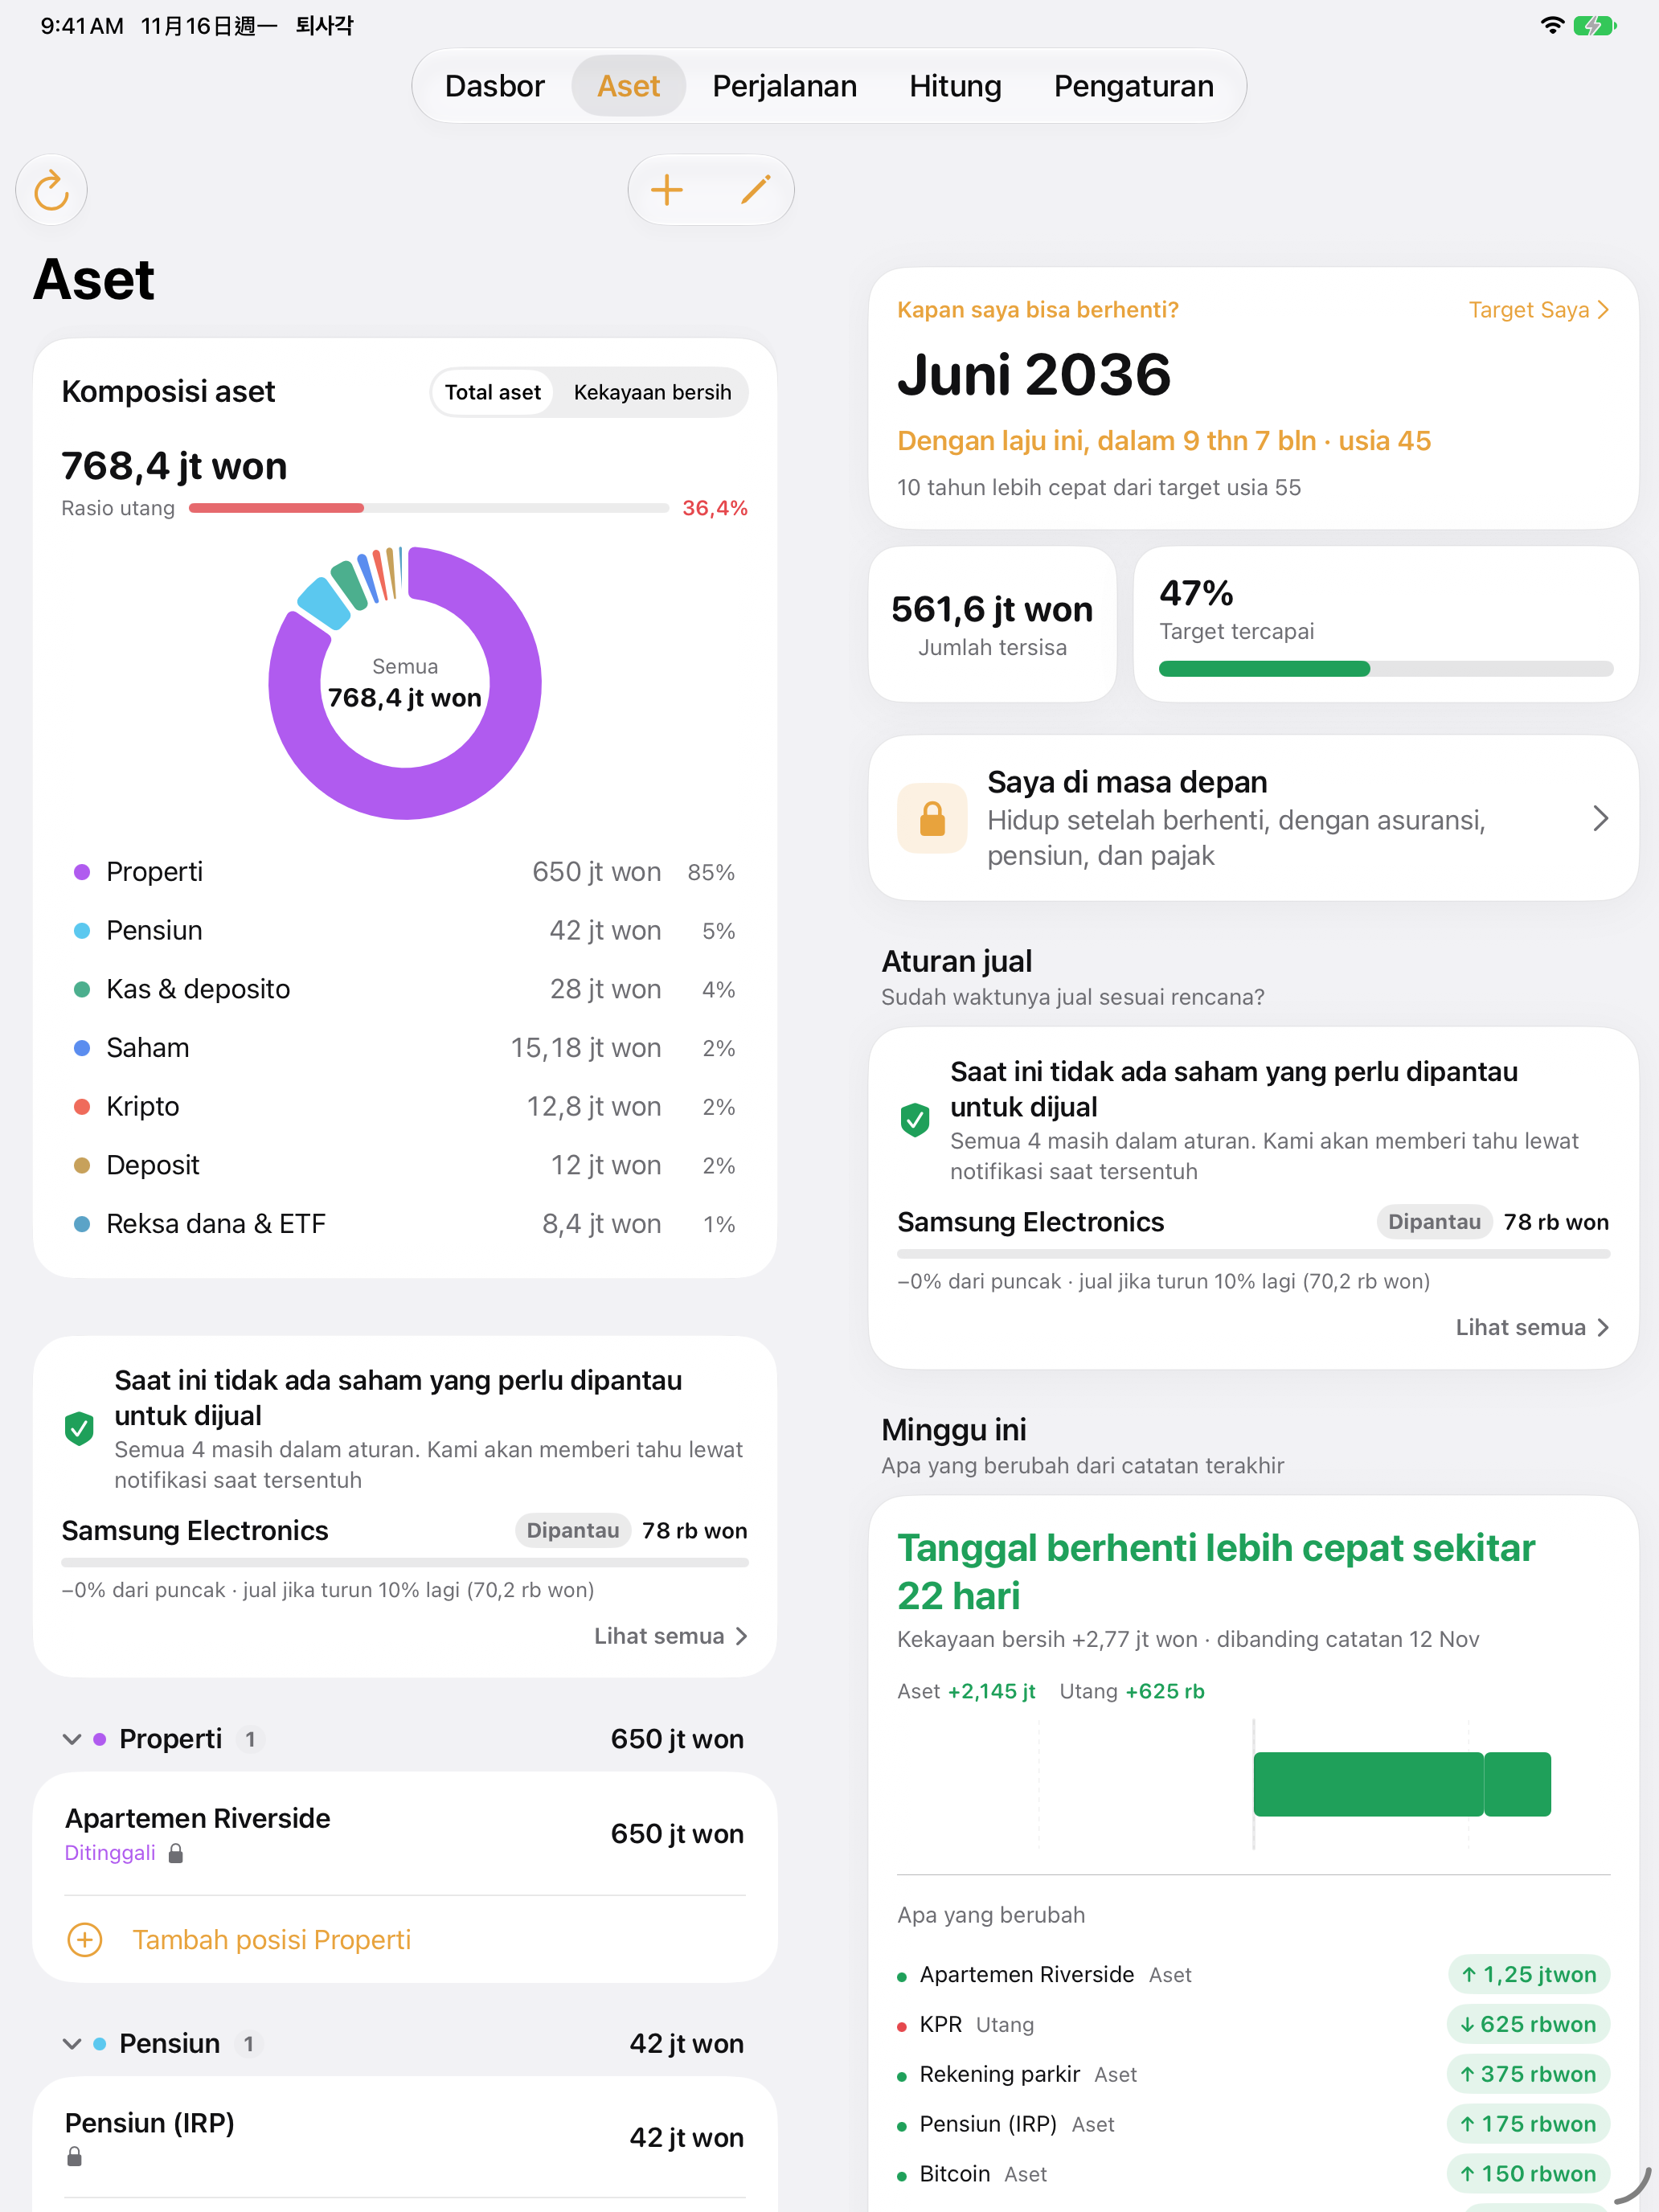 9:41 AM 11月16日週一 퇴사각
Dasbor Aset Perjalanan Hitung Pengaturan
Aset
Komposisi aset
Total aset Kekayaan bersih
768,4 jt won
Rasio utang 36,4%
Semua
768,4 jt won
Properti 650 jt won 85%
Pensiun 42 jt won 5%
Kas & deposito 28 jt won 4%
Saham 15,18 jt won 2%
Kripto 12,8 jt won 2%
Deposit 12 jt won 2%
Reksa dana & ETF 8,4 jt won 1%
Saat ini tidak ada saham yang perlu dipantau
untuk dijual
Semua 4 masih dalam aturan. Kami akan memberi tahu lewat
notifikasi saat tersentuh
Samsung Electronics Dipantau 78 rb won
−0% dari puncak · jual jika turun 10% lagi (70,2 rb won)
Lihat semua
Properti 1 650 jt won
Apartemen Riverside
650 jt won
Ditinggali
Tambah posisi Properti
Pensiun 1 42 jt won
Pensiun (IRP)
42 jt won
Kapan saya bisa berhenti? Target Saya
Juni 2036
Dengan laju ini, dalam 9 thn 7 bln · usia 45
10 tahun lebih cepat dari target usia 55
561,6 jt won
Jumlah tersisa
47%
Target tercapai
Saya di masa depan
Hidup setelah berhenti, dengan asuransi,
pensiun, dan pajak
Aturan jual
Sudah waktunya jual sesuai rencana?
Saat ini tidak ada saham yang perlu dipantau
untuk dijual
Semua 4 masih dalam aturan. Kami akan memberi tahu lewat
notifikasi saat tersentuh
Samsung Electronics Dipantau 78 rb won
−0% dari puncak · jual jika turun 10% lagi (70,2 rb won)
Lihat semua
Minggu ini
Apa yang berubah dari catatan terakhir
Tanggal berhenti lebih cepat sekitar
22 hari
Kekayaan bersih +2,77 jt won · dibanding catatan 12 Nov
Aset +2,145 jt Utang +625 rb
Apa yang berubah
Apartemen Riverside Aset ↑ 1,25 jtwon
KPR Utang ↓ 625 rbwon
Rekening parkir Aset ↑ 375 rbwon
Pensiun (IRP) Aset ↑ 175 rbwon
Bitcoin Aset ↑ 150 rbwon